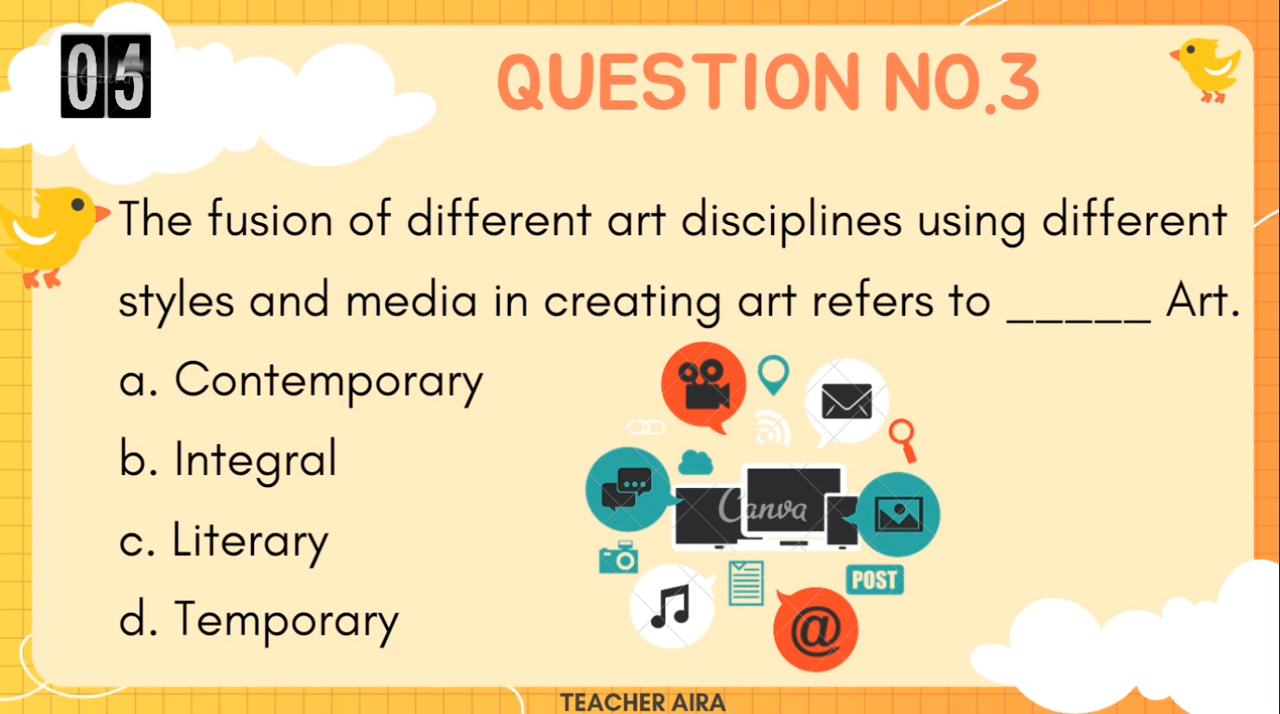 05
QUESTION NO.3
The fusion of different art disciplines using different
styles and media in creating art refers to _____ Art.
a. Contemporary
b. Integral
c. Literary
d. Temporary
Canva
POST
@
TEACHER AIRA